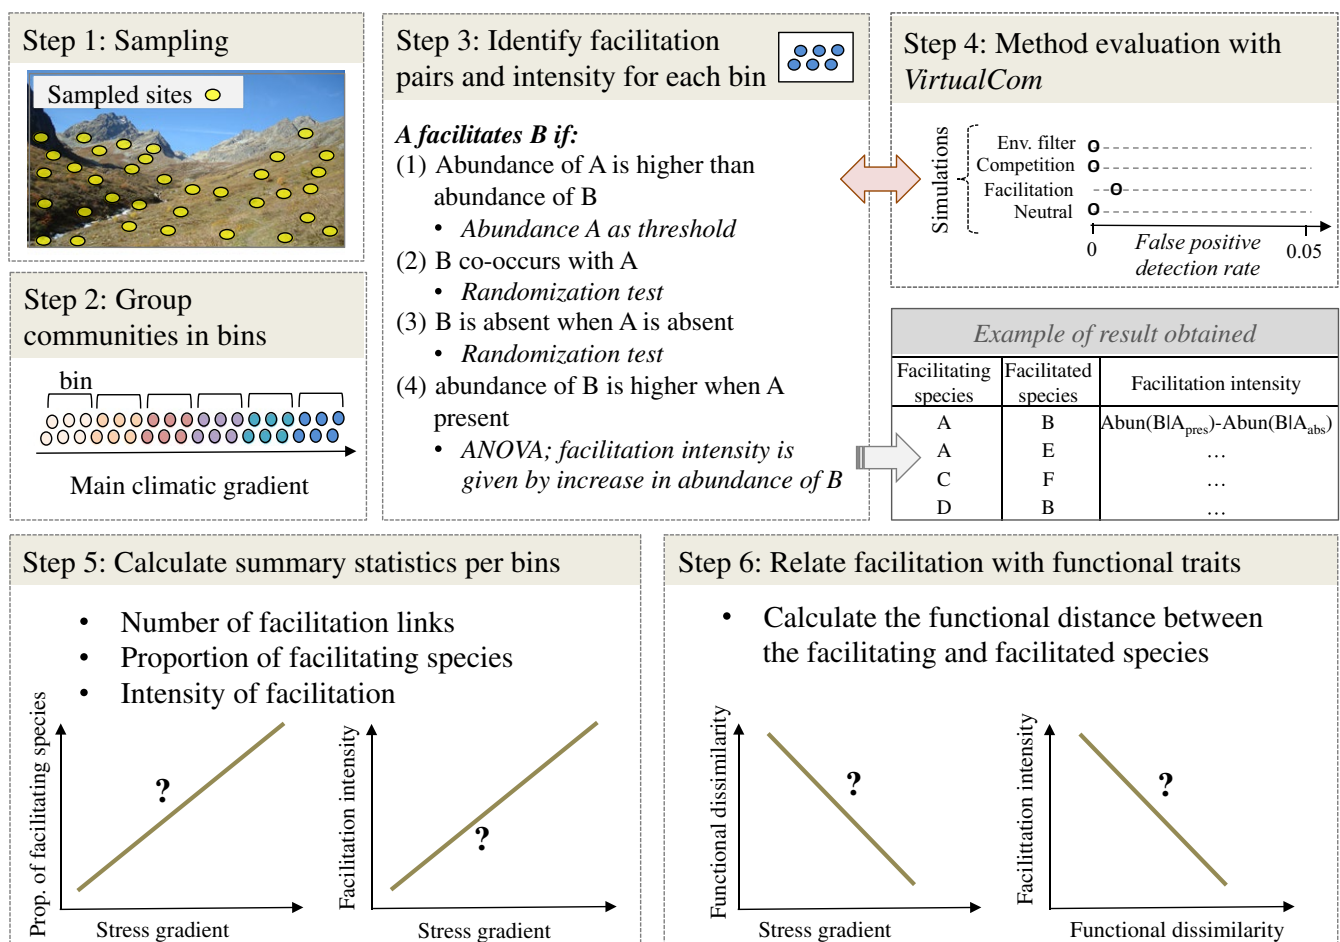 Step 1: Sampling
Sampled sites
Step 2: Group
communities in bins
bin
Main climatic gradient
Step 3: Identify facilitation
pairs and intensity for each bin
A facilitates B if:
(1) Abundance of A is higher than
abundance of B
• Abundance A as threshold
(2) B co-occurs with A
• Randomization test
(3) B is absent when A is absent
• Randomization test
(4) abundance of B is higher when A
present
• ANOVA; facilitation intensity is
given by increase in abundance of B
Step 4: Method evaluation with
VirtualCom
Simulations
Env. filter
Competition
Facilitation
Neutral
0
False positive
detection rate
0.05
Example of result obtained
Facilitating species Facilitated species Facilitation intensity
A B Abun(B|Apres)-Abun(B|Aabs)
A E …
C F …
D B …
Step 5: Calculate summary statistics per bins
• Number of facilitation links
• Proportion of facilitating species
• Intensity of facilitation
Prop. of facilitating species
?
Stress gradient
Facilitation intensity
?
Stress gradient
Step 6: Relate facilitation with functional traits
• Calculate the functional distance between
the facilitating and facilitated species
Functional dissimilarity
?
Stress gradient
Facilittation intensity
?
Functional dissimilarity